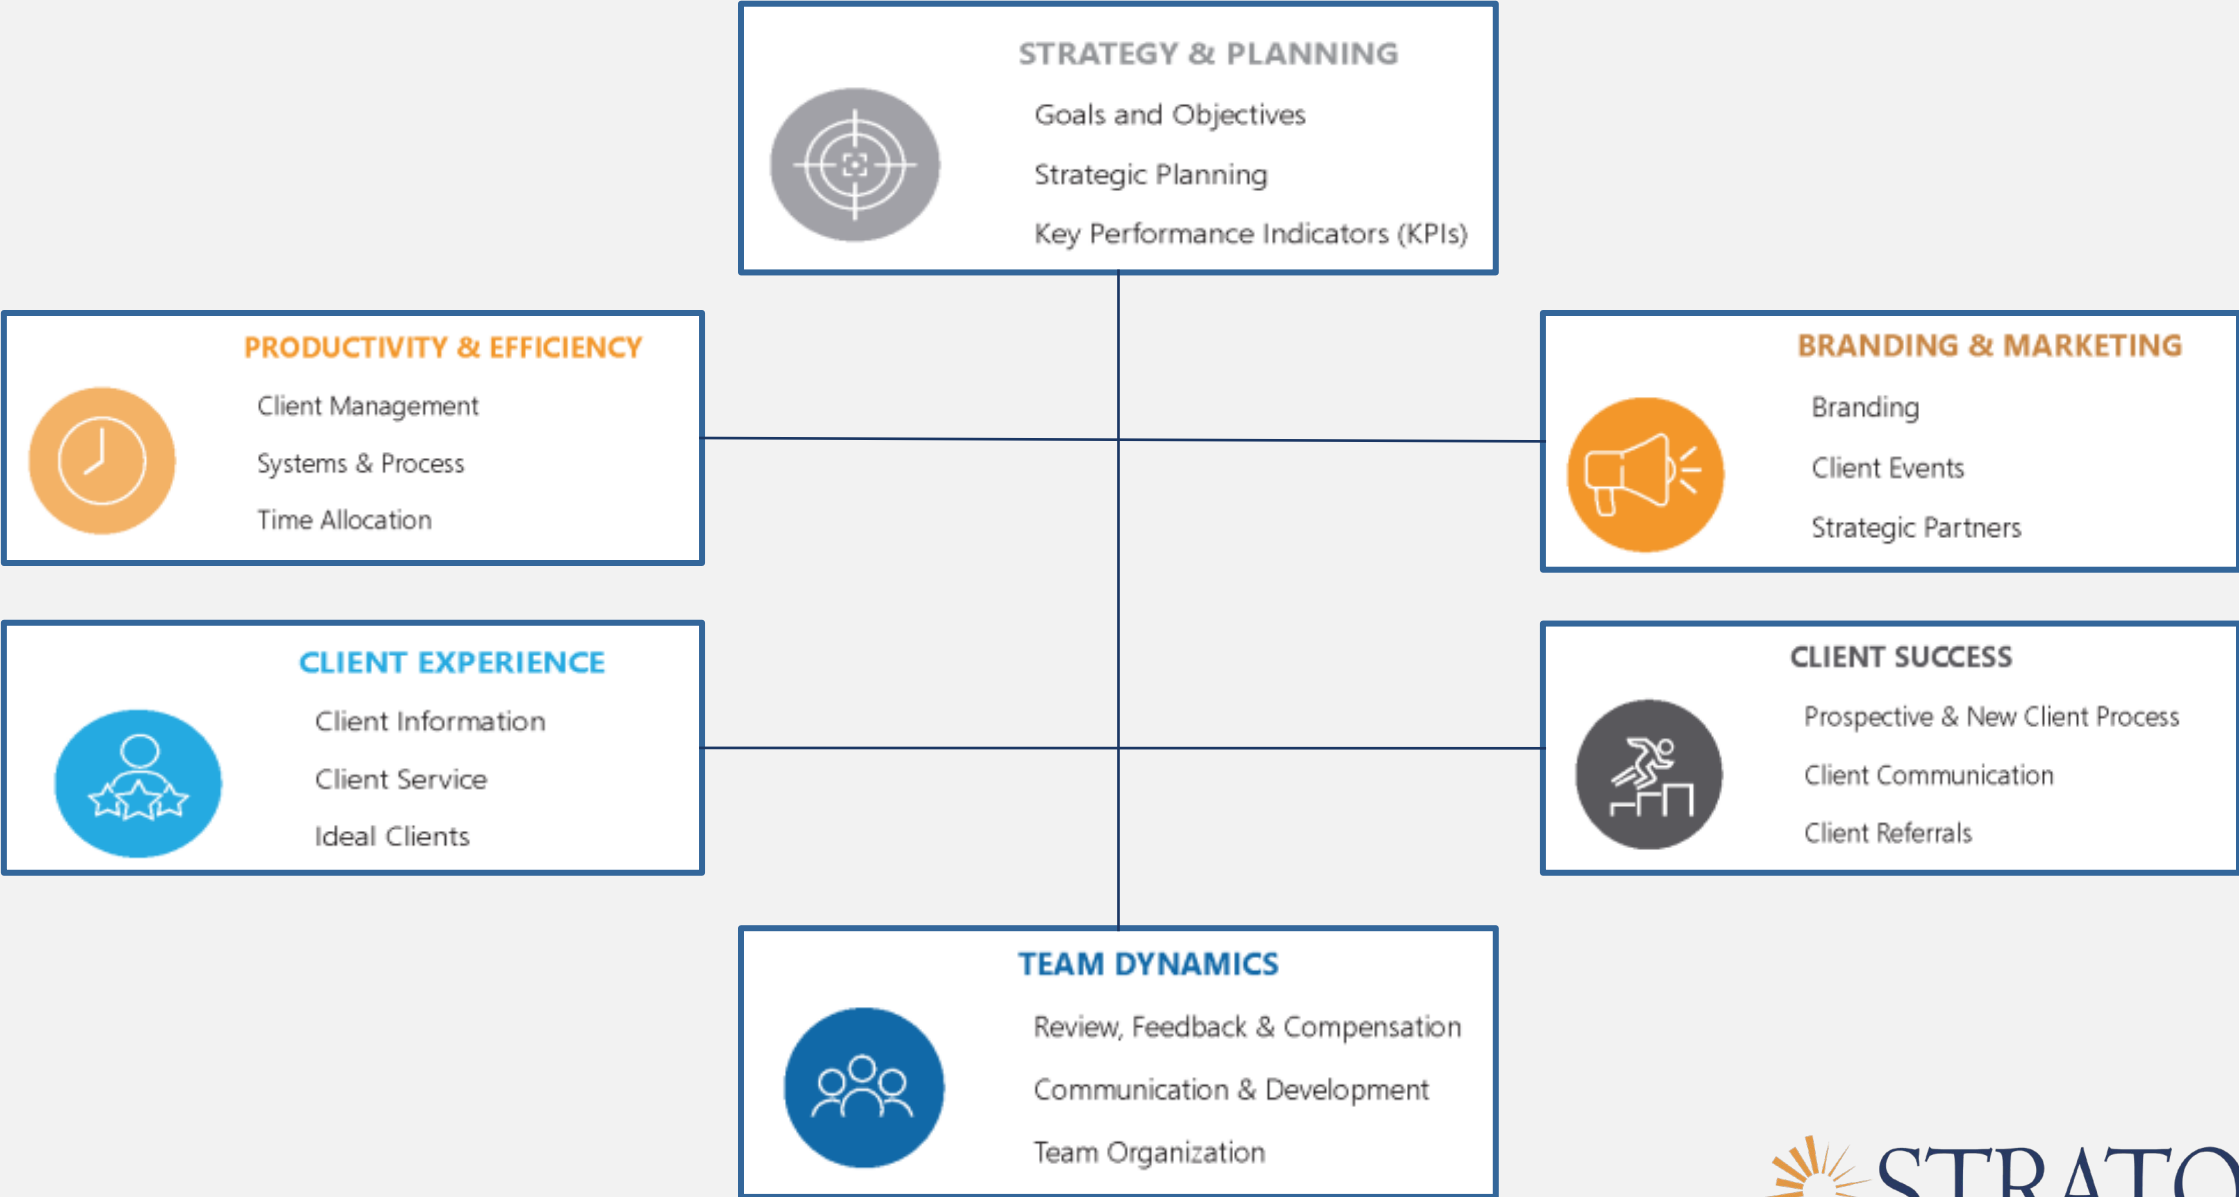 STRATEGY & PLANNING
Goals and Objectives
Strategic Planning
Key Performance Indicators (KPIs)
PRODUCTIVITY & EFFICIENCY
Client Management
Systems & Process
Time Allocation
BRANDING & MARKETING
Branding
Client Events
Strategic Partners
CLIENT EXPERIENCE
Client Information
Client Service
Ideal Clients
CLIENT SUCCESS
Prospective & New Client Process
Client Communication
Client Referrals
TEAM DYNAMICS
Review, Feedback & Compensation
Communication & Development
Team Organization